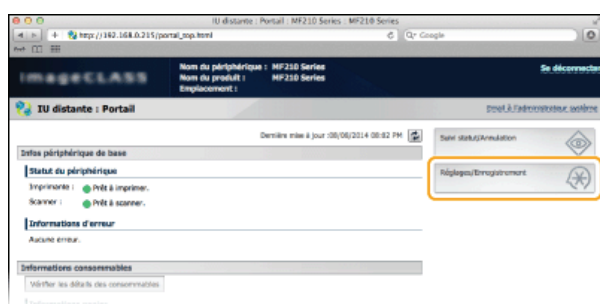 IU distante : Portail : MF210 Series : MF210 Series
http://192.168.0.215/portal_top.html
Google
imageCLASS
Nom du périphérique : MF210 Series
Nom du produit : MF210 Series
Emplacement :
Se déconnecter
IU distante : Portail
Email à l'administrateur système
Dernière mise à jour :08/08/2014 08:02 PM
Infos périphérique de base
Statut du périphérique
Imprimante : Prêt à imprimer.
Scanner : Prêt à scanner.
Informations d'erreur
Aucune erreur.
Informations consommables
Vérifier les détails des consommables
Suivi statut/Annulation
Réglages/Enregistrement